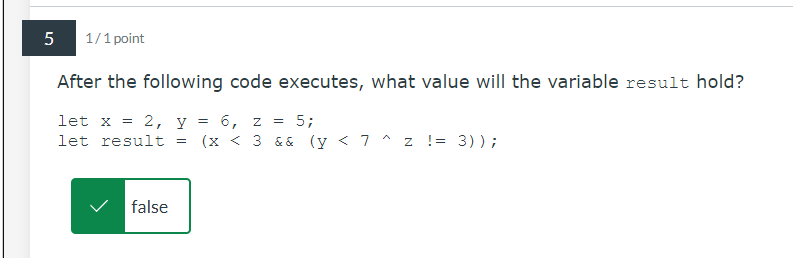 5 1/1 point
After the following code executes, what value will the variable result hold?
let x = 2, y = 6, z = 5;
let result = (x < 3 && (y < 7 ^ z != 3));
false